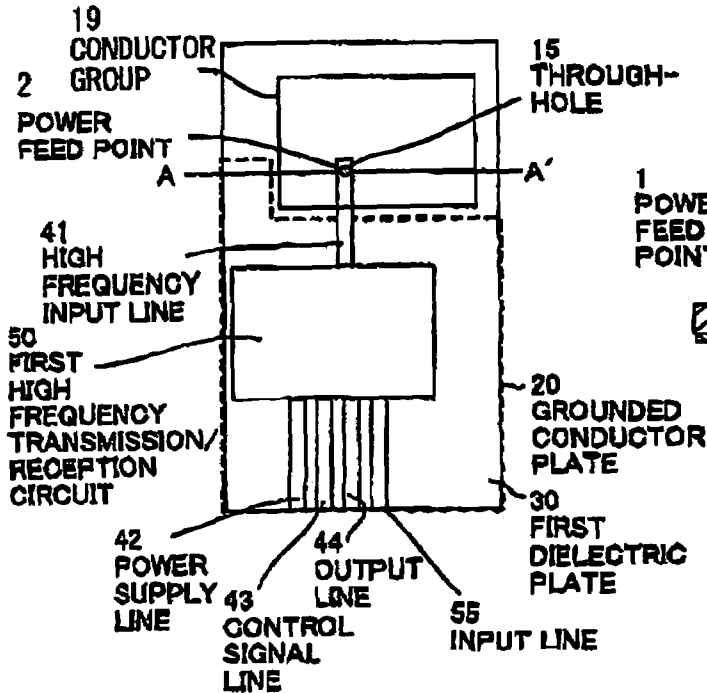 19
CONDUCTOR
GROUP
15
THROUGH-
HOLE
2
POWER
FEED POINT
A
A'
1
POWE
FEED
POINT
41
HIGH
FREQUENCY
INPUT LINE
50
FIRST
HIGH
FREQUENCY
TRANSMISSION/
RECEPTION
CIRCUIT
20
GROUNDED
CONDUCTOR
PLATE
30
FIRST
DIELECTRIC
PLATE
42
POWER
SUPPLY
LINE
43
CONTROL
SIGNAL
LINE
44
OUTPUT
LINE
55
INPUT LINE